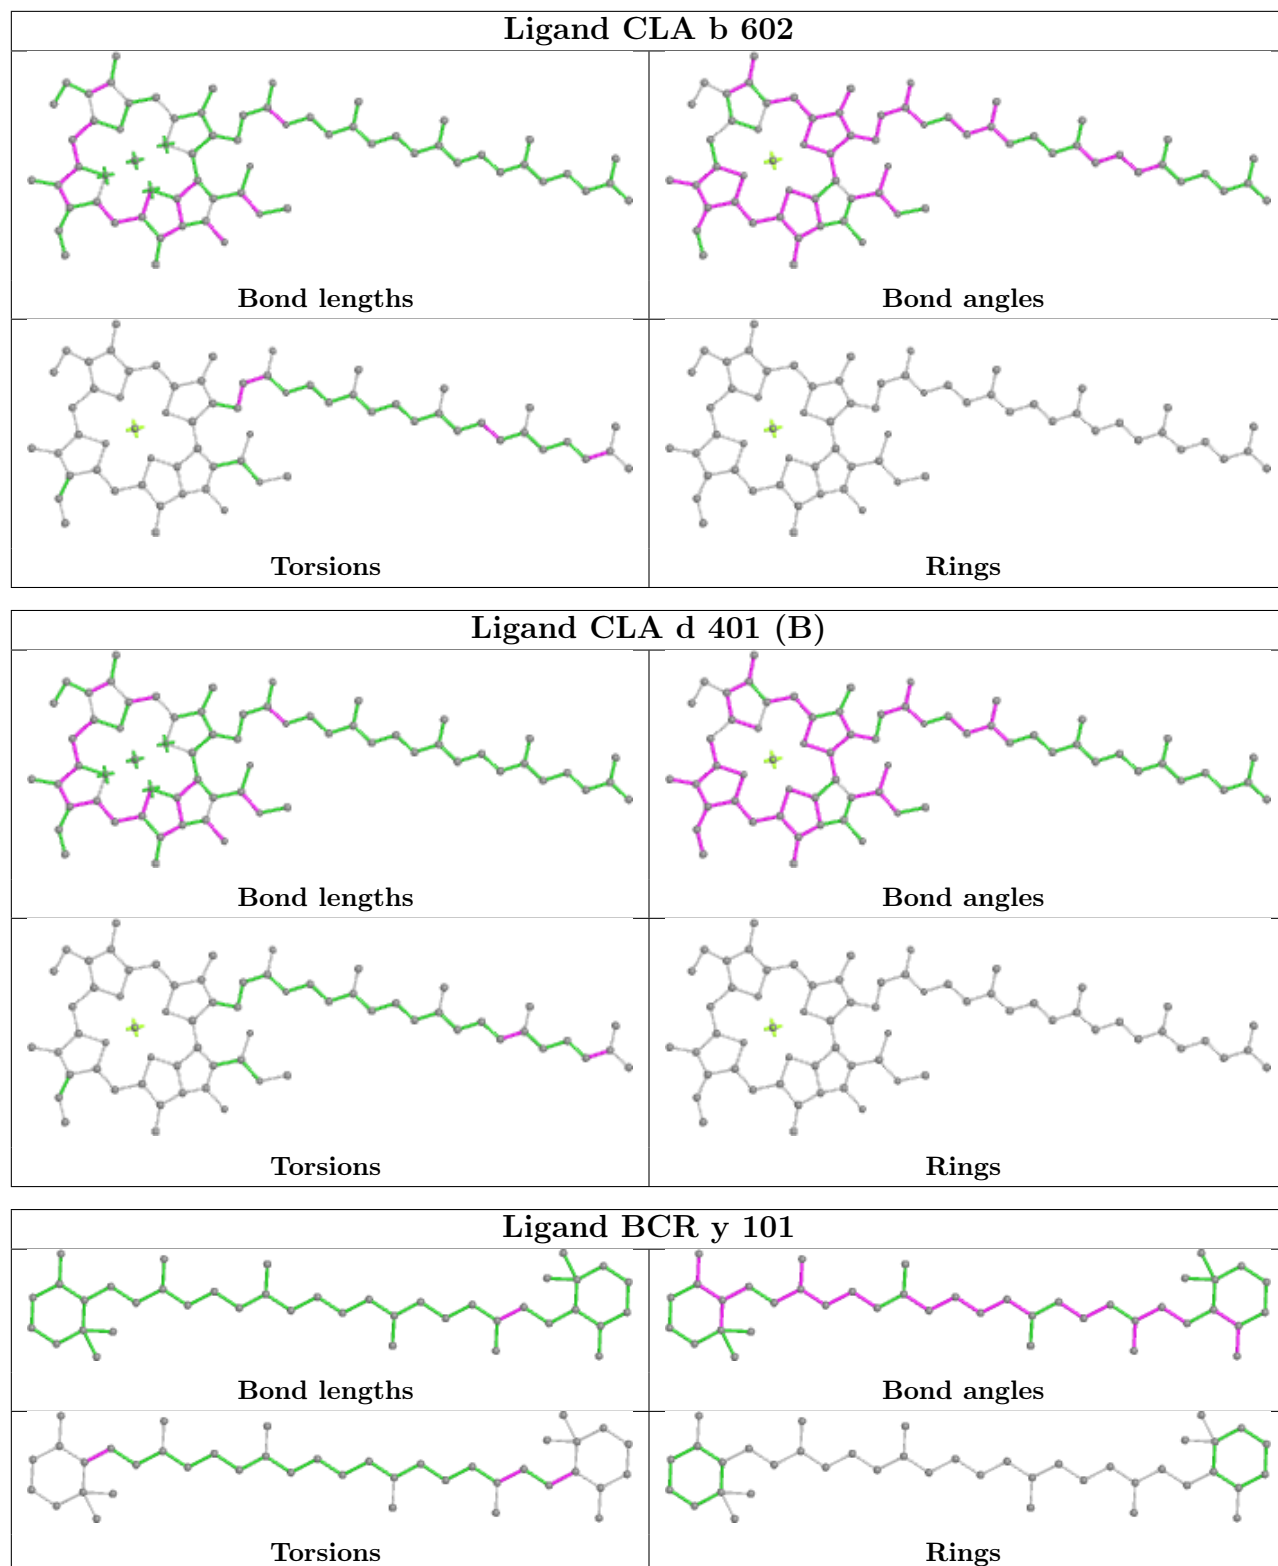 Ligand CLA b 602
Bond lengths
Bond angles
Torsions
Rings
Ligand CLA d 401 (B)
Bond lengths
Bond angles
Torsions
Rings
Ligand BCR y 101
Bond lengths
Bond angles
Torsions
Rings